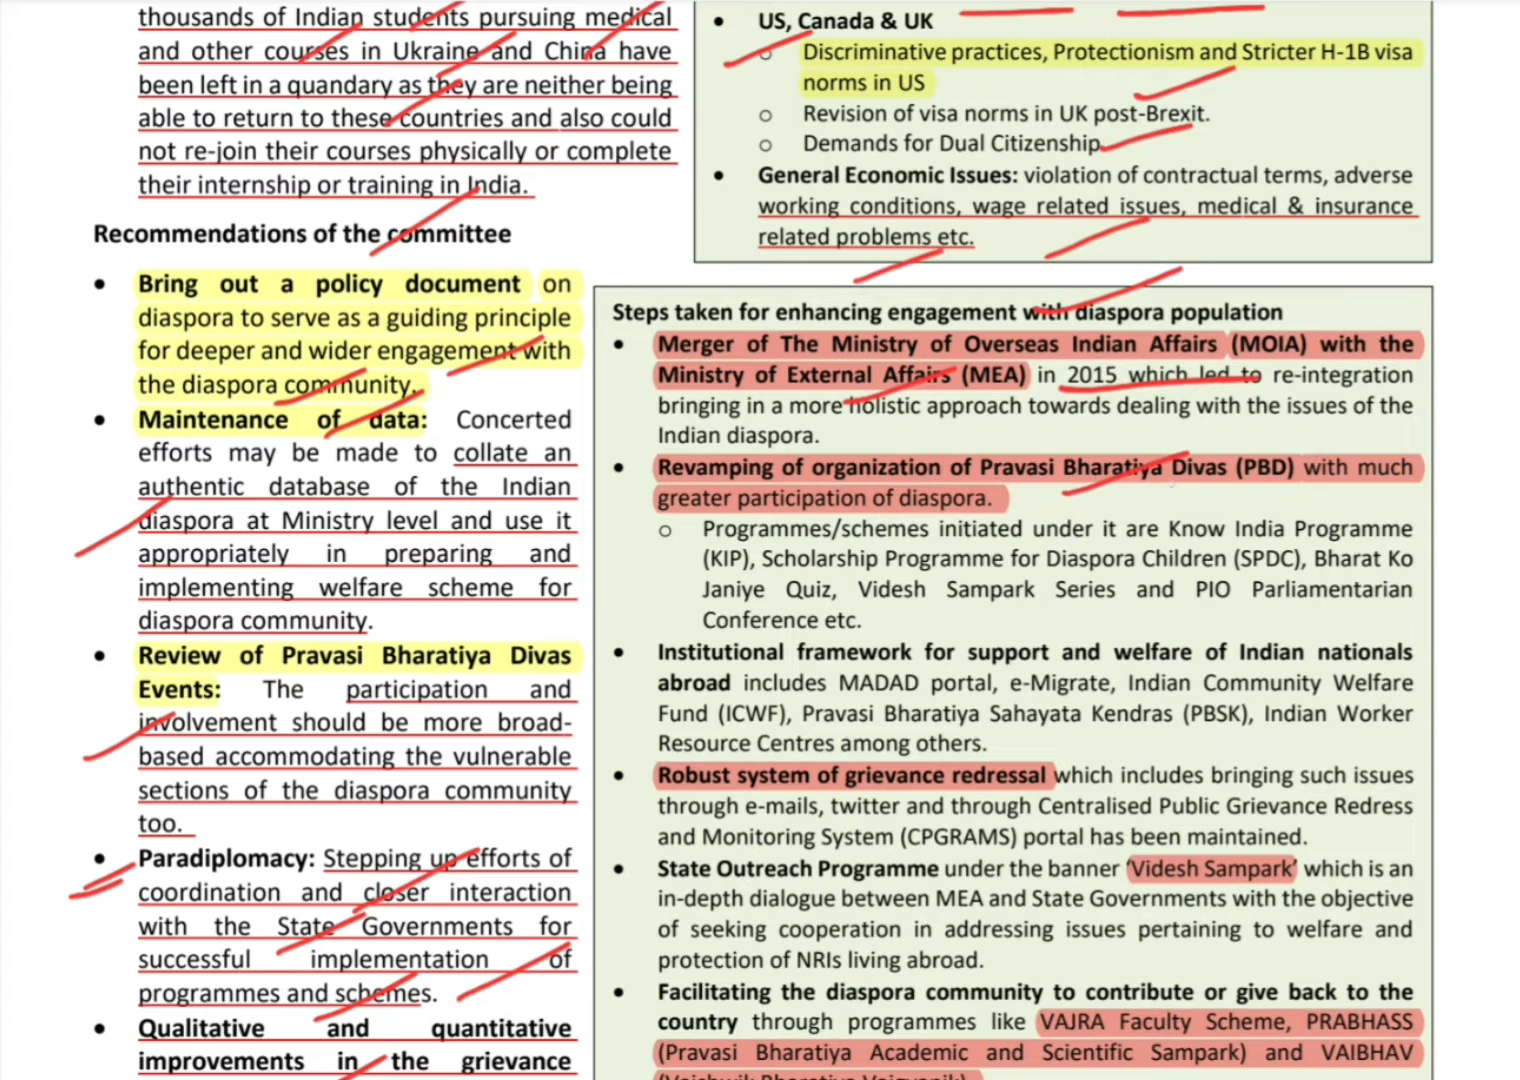 thousands of Indian students pursuing medical
and other courses in Ukraine and China have
been left in a quandary as they are neither being
able to return to these countries and also could
not re-join their courses physically or complete
their internship or training in India.
Recommendations of the committee
• Bring out a policy document on
diaspora to serve as a guiding principle
for deeper and wider engagement with
the diaspora community.
• Maintenance of data: Concerted
efforts may be made to collate an
authentic database of the Indian
diaspora at Ministry level and use it
appropriately in preparing and
implementing welfare scheme for
diaspora community.
• Review of Pravasi Bharatiya Divas
Events: The participation and
involvement should be more broad-
based accommodating the vulnerable
sections of the diaspora community
too.
• Paradiplomacy: Stepping up efforts of
coordination and closer interaction
with the State Governments for
successful implementation of
programmes and schemes.
• Qualitative and quantitative
improvements in the grievance
• US, Canada & UK
o Discriminative practices, Protectionism and Stricter H-1B visa
norms in US
o Revision of visa norms in UK post-Brexit.
o Demands for Dual Citizenship
• General Economic Issues: violation of contractual terms, adverse
working conditions, wage related issues, medical & insurance
related problems etc.
Steps taken for enhancing engagement with diaspora population
• Merger of The Ministry of Overseas Indian Affairs (MOIA) with the
Ministry of External Affairs (MEA) in 2015 which led to re-integration
bringing in a more holistic approach towards dealing with the issues of the
Indian diaspora.
• Revamping of organization of Pravasi Bharatiya Divas (PBD) with much
greater participation of diaspora.
o Programmes/schemes initiated under it are Know India Programme
(KIP), Scholarship Programme for Diaspora Children (SPDC), Bharat Ko
Janiye Quiz, Videsh Sampark Series and PIO Parliamentarian
Conference etc.
• Institutional framework for support and welfare of Indian nationals
abroad includes MADAD portal, e-Migrate, Indian Community Welfare
Fund (ICWF), Pravasi Bharatiya Sahayata Kendras (PBSK), Indian Worker
Resource Centres among others.
• Robust system of grievance redressal which includes bringing such issues
through e-mails, twitter and through Centralised Public Grievance Redress
and Monitoring System (CPGRAMS) portal has been maintained.
• State Outreach Programme under the banner 'Videsh Sampark' which is an
in-depth dialogue between MEA and State Governments with the objective
of seeking cooperation in addressing issues pertaining to welfare and
protection of NRIs living abroad.
• Facilitating the diaspora community to contribute or give back to the
country through programmes like VAJRA Faculty Scheme, PRABHASS
(Pravasi Bharatiya Academic and Scientific Sampark) and VAIBHAV